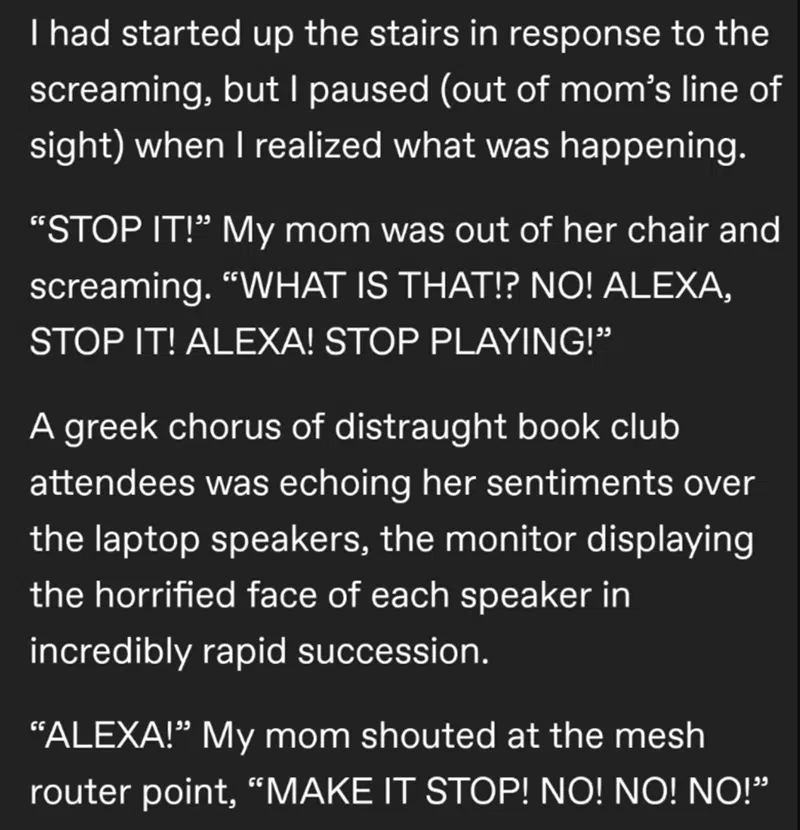 I had started up the stairs in response to the
screaming, but I paused (out of mom’s line of
sight) when I realized what was happening.
“STOP IT!” My mom was out of her chair and
screaming. “WHAT IS THAT!? NO! ALEXA,
STOP IT! ALEXA! STOP PLAYING!”
A greek chorus of distraught book club
attendees was echoing her sentiments over
the laptop speakers, the monitor displaying
the horrified face of each speaker in
incredibly rapid succession.
“ALEXA!” My mom shouted at the mesh
router point, “MAKE IT STOP! NO! NO! NO!”